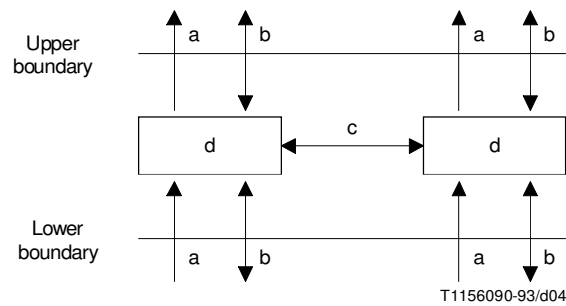 Upper boundary
a b a b
d c d
Lower boundary
a b a b
T1156090-93/d04